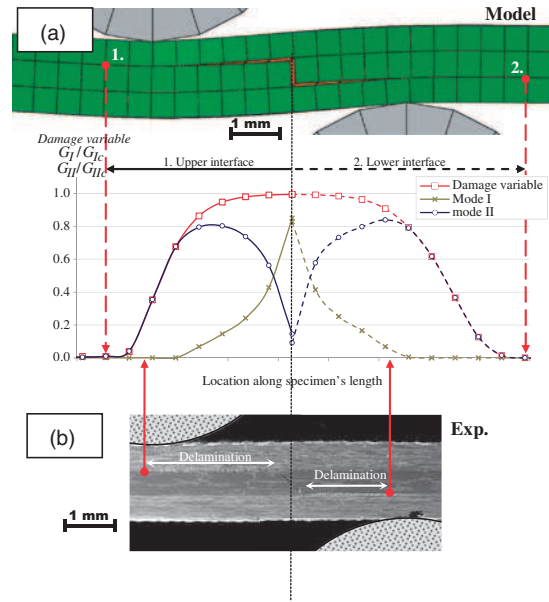 Model
(a)
1.
2.
1 mm
Damage variable
G_I/G_Ic
G_II/G_IIc
1. Upper interface
2. Lower interface
Damage variable
Mode I
mode II
1.0
0.8
0.6
0.4
0.2
0.0
Location along specimen's length
(b)
Exp.
Delamination
Delamination
1 mm